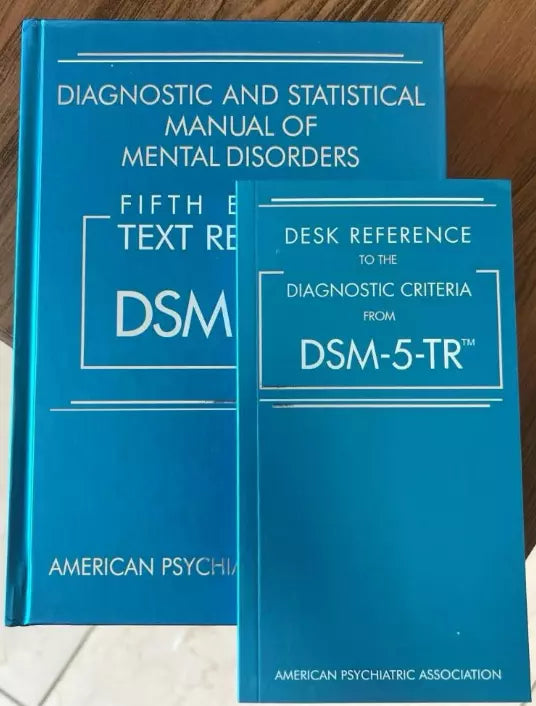 DIAGNOSTIC AND STATISTICAL
MANUAL OF
MENTAL DISORDERS
FIFTH
TEXT RE
DSM
AMERICAN PSYCHIA
DESK REFERENCE
TO THE
DIAGNOSTIC CRITERIA
FROM
DSM-5-TR™
AMERICAN PSYCHIATRIC ASSOCIATION